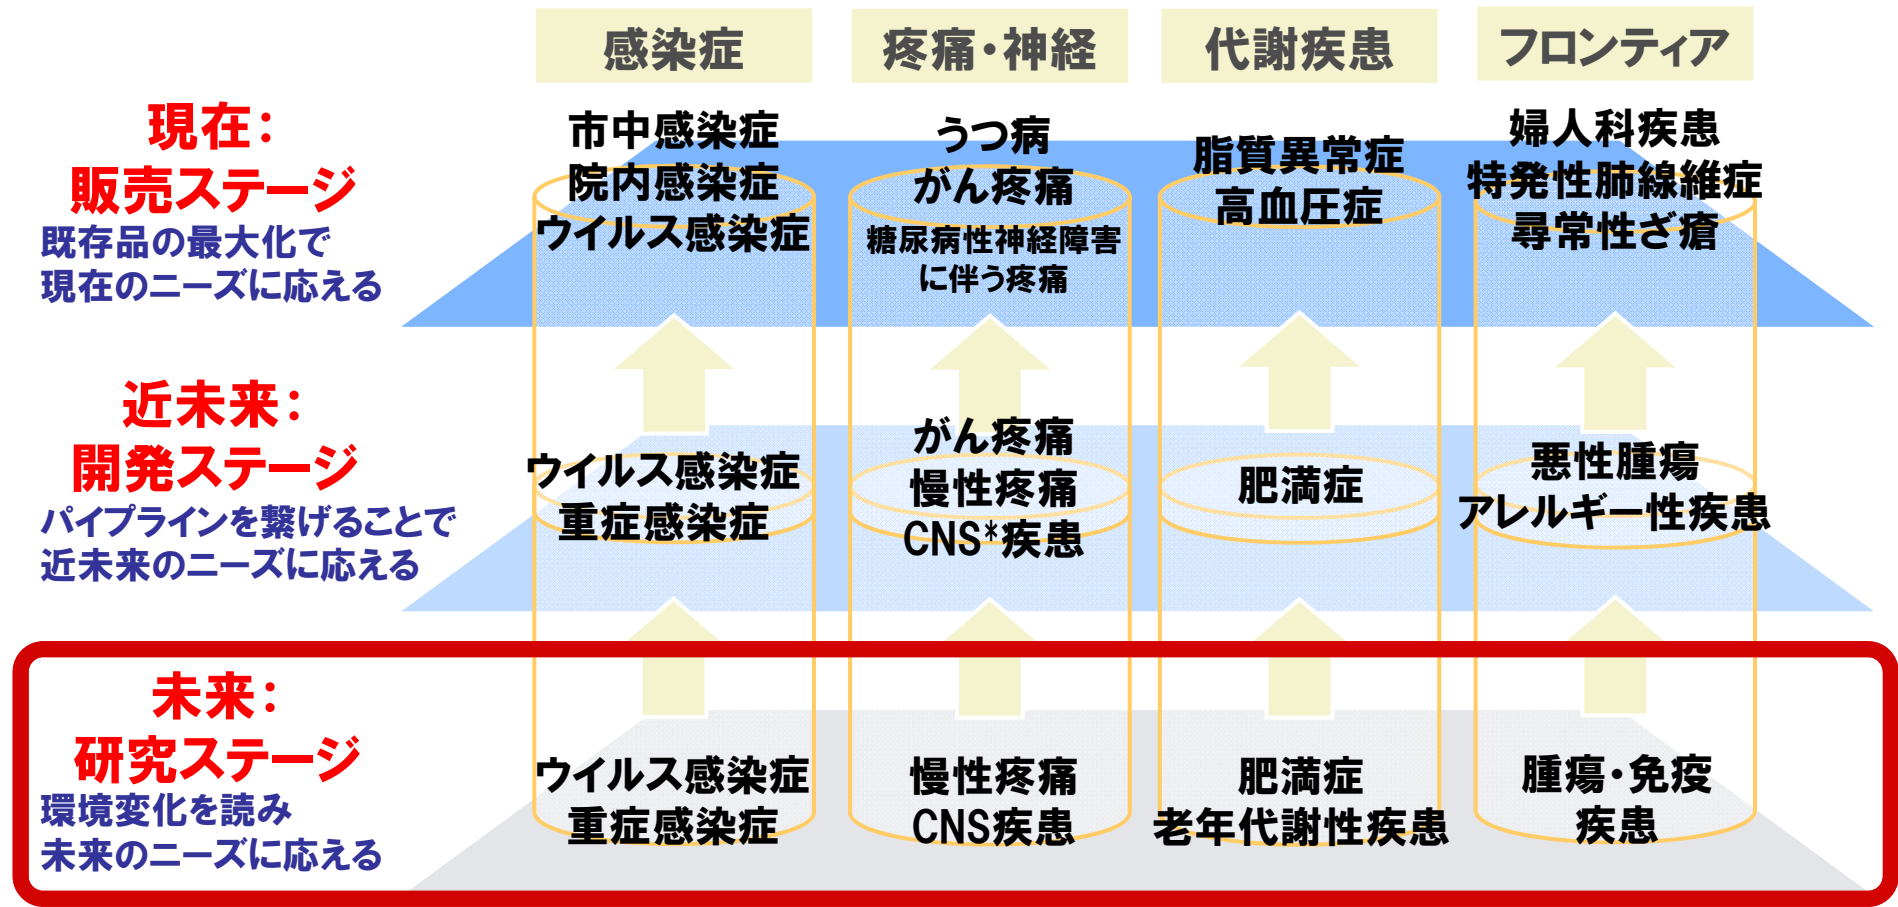 感染症
疼痛・神経
代謝疾患
フロンティア
現在：
販売ステージ
既存品の最大化で
現在のニーズに応える
市中感染症
院内感染症
ウイルス感染症
うつ病
がん疼痛
糖尿病性神経障害
に伴う疼痛
脂質異常症
高血圧症
婦人科疾患
特発性肺線維症
尋常性ざ瘡
近未来：
開発ステージ
パイプラインを繋げることで
近未来のニーズに応える
ウイルス感染症
重症感染症
がん疼痛
慢性疼痛
CNS*疾患
肥満症
悪性腫瘍
アレルギー性疾患
未来：
研究ステージ
環境変化を読み
未来のニーズに応える
ウイルス感染症
重症感染症
慢性疼痛
CNS疾患
肥満症
老年代謝性疾患
腫瘍・免疫
疾患